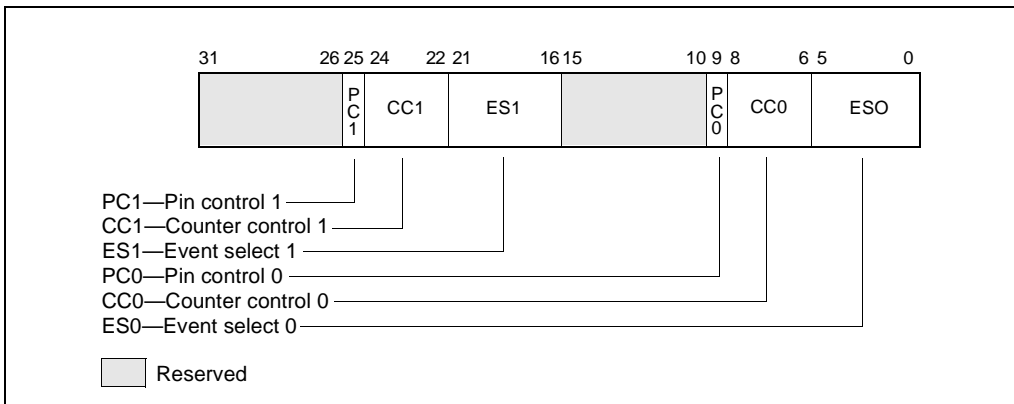 31 26 25 24 22 21 16 15 10 9 8 6 5 0
PC1 CC1 ES1 PC0 CC0 ESO
PC1—Pin control 1
CC1—Counter control 1
ES1—Event select 1
PC0—Pin control 0
CC0—Counter control 0
ES0—Event select 0
Reserved